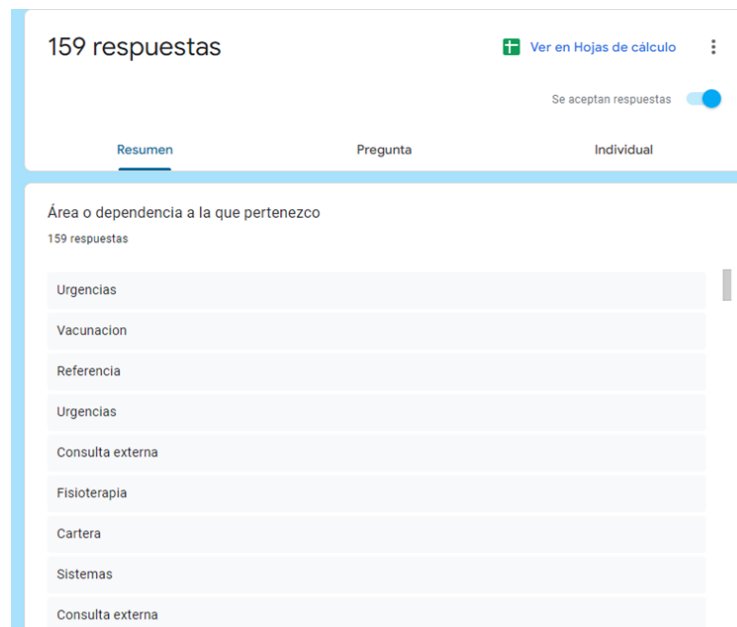 159 respuestas
Ver en Hojas de cálculo
Se aceptan respuestas
Resumen
Pregunta
Individual
Área o dependencia a la que pertenezco
159 respuestas
Urgencias
Vacunacion
Referencia
Urgencias
Consulta externa
Fisioterapia
Cartera
Sistemas
Consulta externa